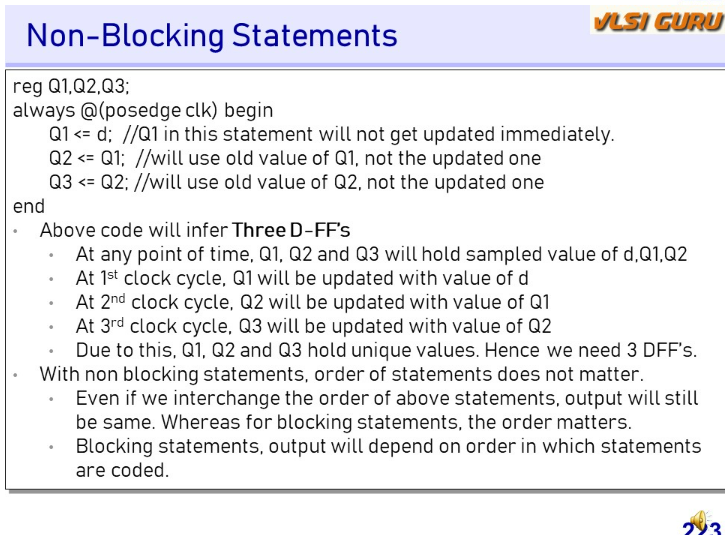 Non-Blocking Statements
VLSI GURU
reg Q1,Q2,Q3;
always @(posedge clk) begin
Q1 <= d; //Q1 in this statement will not get updated immediately.
Q2 <= Q1; //will use old value of Q1, not the updated one
Q3 <= Q2; //will use old value of Q2, not the updated one
end
• Above code will infer Three D-FF's
• At any point of time, Q1, Q2 and Q3 will hold sampled value of d,Q1,Q2
• At 1st clock cycle, Q1 will be updated with value of d
• At 2nd clock cycle, Q2 will be updated with value of Q1
• At 3rd clock cycle, Q3 will be updated with value of Q2
• Due to this, Q1, Q2 and Q3 hold unique values. Hence we need 3 DFF's.
• With non blocking statements, order of statements does not matter.
• Even if we interchange the order of above statements, output will still
be same. Whereas for blocking statements, the order matters.
• Blocking statements, output will depend on order in which statements
are coded.
223